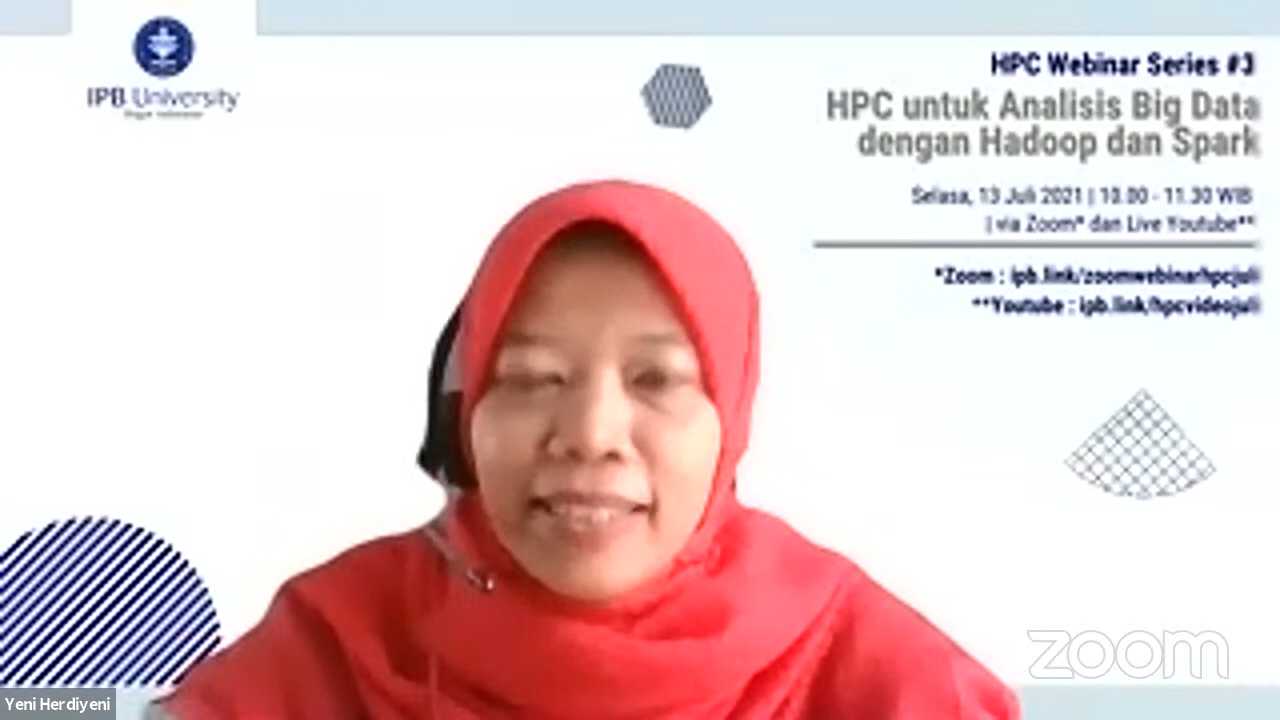 IPB University
Bogor Indonesia
HPC Webinar Series #3
HPC untuk Analisis Big Data
dengan Hadoop dan Spark
Selasa, 13 Juli 2021 | 10.00 - 11.30 WIB
| via Zoom* dan Live Youtube**
*Zoom : ipb.link/zoomwebinarhpcjuli
**Youtube : ipb.link/hpcvideojuli
zoom
Yeni Herdiyeni